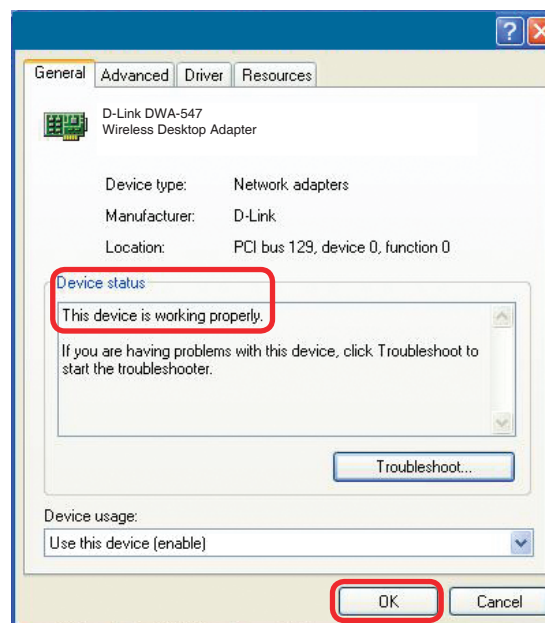 General Advanced Driver Resources
D-Link DWA-547
Wireless Desktop Adapter
Device type: Network adapters
Manufacturer: D-Link
Location: PCI bus 129, device 0, function 0
Device status
This device is working properly.
If you are having problems with this device, click Troubleshoot to
start the troubleshooter.
Troubleshoot...
Device usage:
Use this device (enable)
OK Cancel